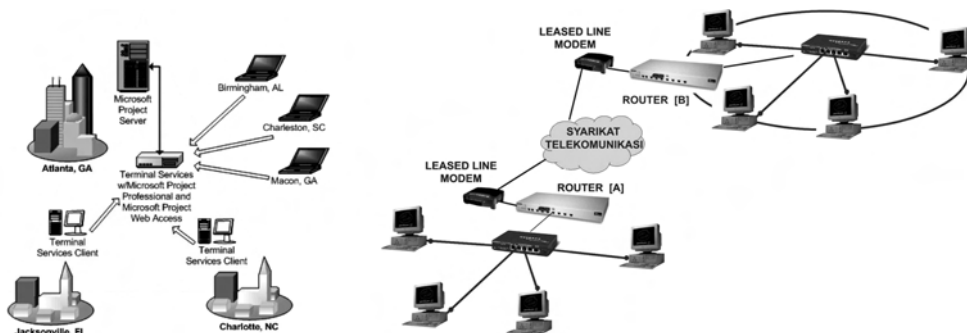 Microsoft
Project
Server
Atlanta, GA
Birmingham, AL
Charleston, SC
Macon, GA
Terminal Services
w/Microsoft Project
Professional and
Microsoft Project
Web Access
Terminal
Services Client
Terminal
Services Client
Jacksonville, FL
Charlotte, NC
LEASED LINE
MODEM
ROUTER [B]
SYARIKAT
TELEKOMUNIKASI
LEASED LINE
MODEM
ROUTER [A]